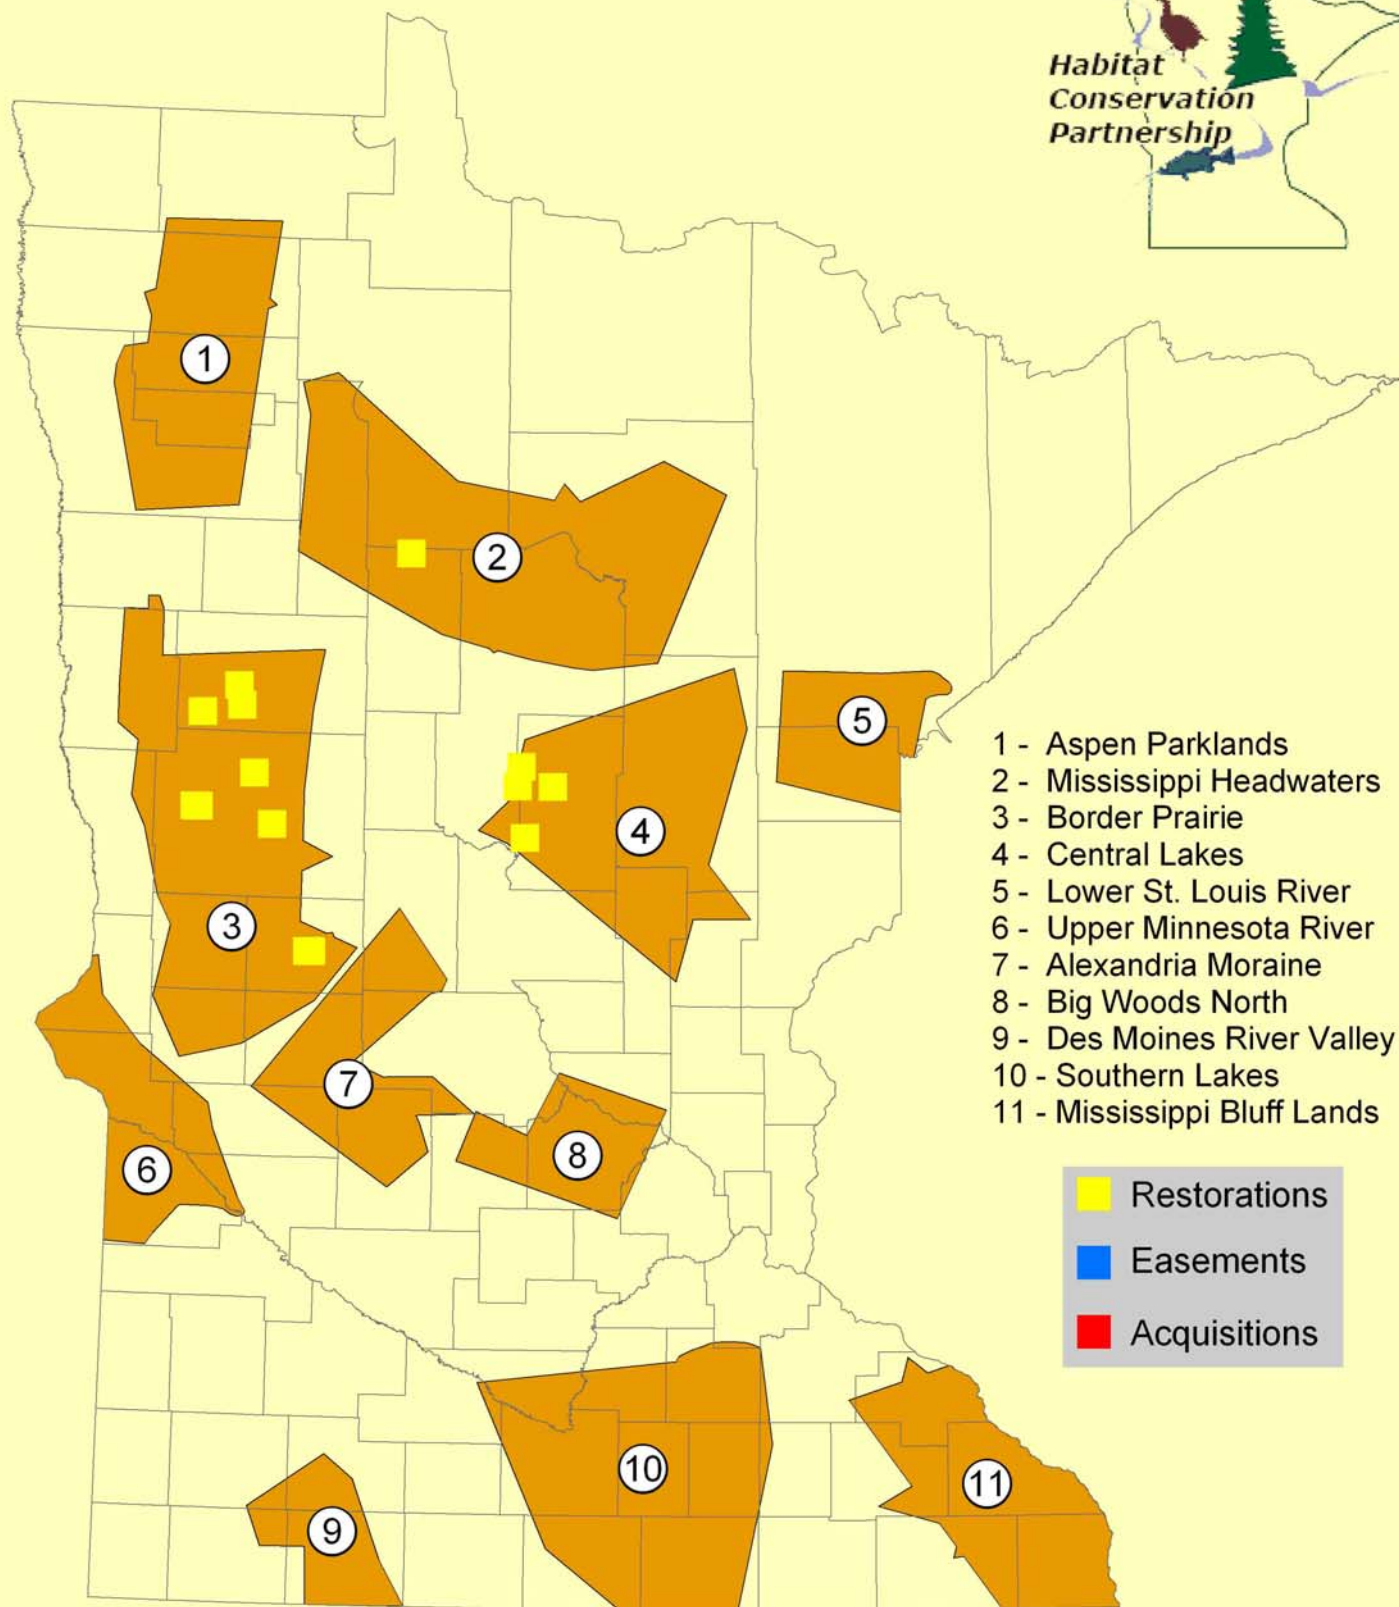 Habitat
Conservation
Partnership
1
2
3
4
5
6
7
8
9
10
11
1 - Aspen Parklands
2 - Mississippi Headwaters
3 - Border Prairie
4 - Central Lakes
5 - Lower St. Louis River
6 - Upper Minnesota River
7 - Alexandria Moraine
8 - Big Woods North
9 - Des Moines River Valley
10 - Southern Lakes
11 - Mississippi Bluff Lands
Restorations
Easements
Acquisitions